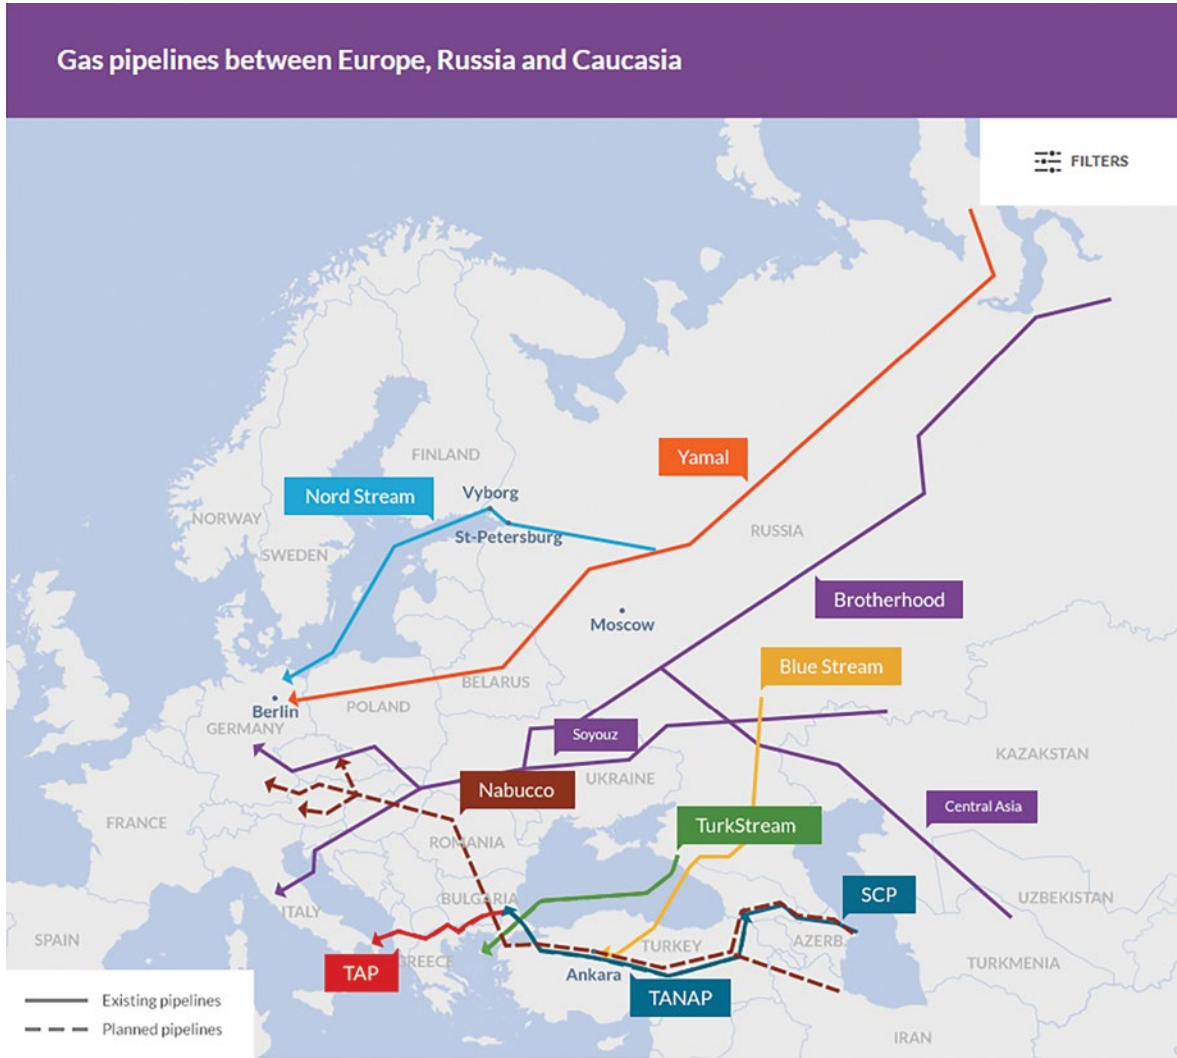 Gas pipelines between Europe, Russia and Caucasia
FILTERS
Yamal
FINLAND
Nord Stream
Vyborg
NORWAY
St-Petersburg
RUSSIA
SWEDEN
Brotherhood
Moscow
Blue Stream
BELARUS
POLAND
Berlin
GERMANY
Soyouz
KAZAKSTAN
UKRAINE
Nabucco
Central Asia
FRANCE
TurkStream
ROMANIA
BULGARIA
SCP
UZBEKISTAN
ITALY
SPAIN
TURKEY
AZERB.
GREECE
TURKMENIA
TAP
Ankara
TANAP
Existing pipelines
Planned pipelines
IRAN